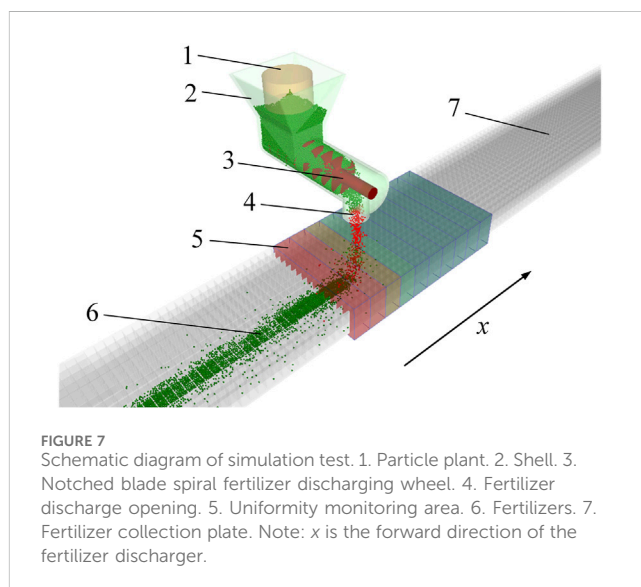 1
2
7
3
4
5
6
x
FIGURE 7
Schematic diagram of simulation test. 1. Particle plant. 2. Shell. 3.
Notched blade spiral fertilizer discharging wheel. 4. Fertilizer
discharge opening. 5. Uniformity monitoring area. 6. Fertilizers. 7.
Fertilizer collection plate. Note: x is the forward direction of the
fertilizer discharger.